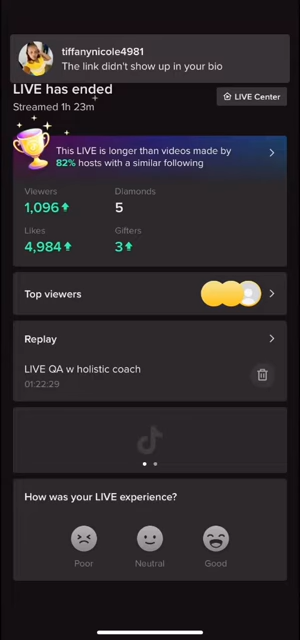 tiffanynicole4981
The link didn't show up in your bio
LIVE has ended
Streamed 1h 23m
LIVE Center
This LIVE is longer than videos made by
82% hosts with a similar following
Viewers
Diamonds
1,096
5
Likes
Gifters
4,984
3
Top viewers
Replay
LIVE QA w holistic coach
01:22:29
How was your LIVE experience?
Poor
Neutral
Good